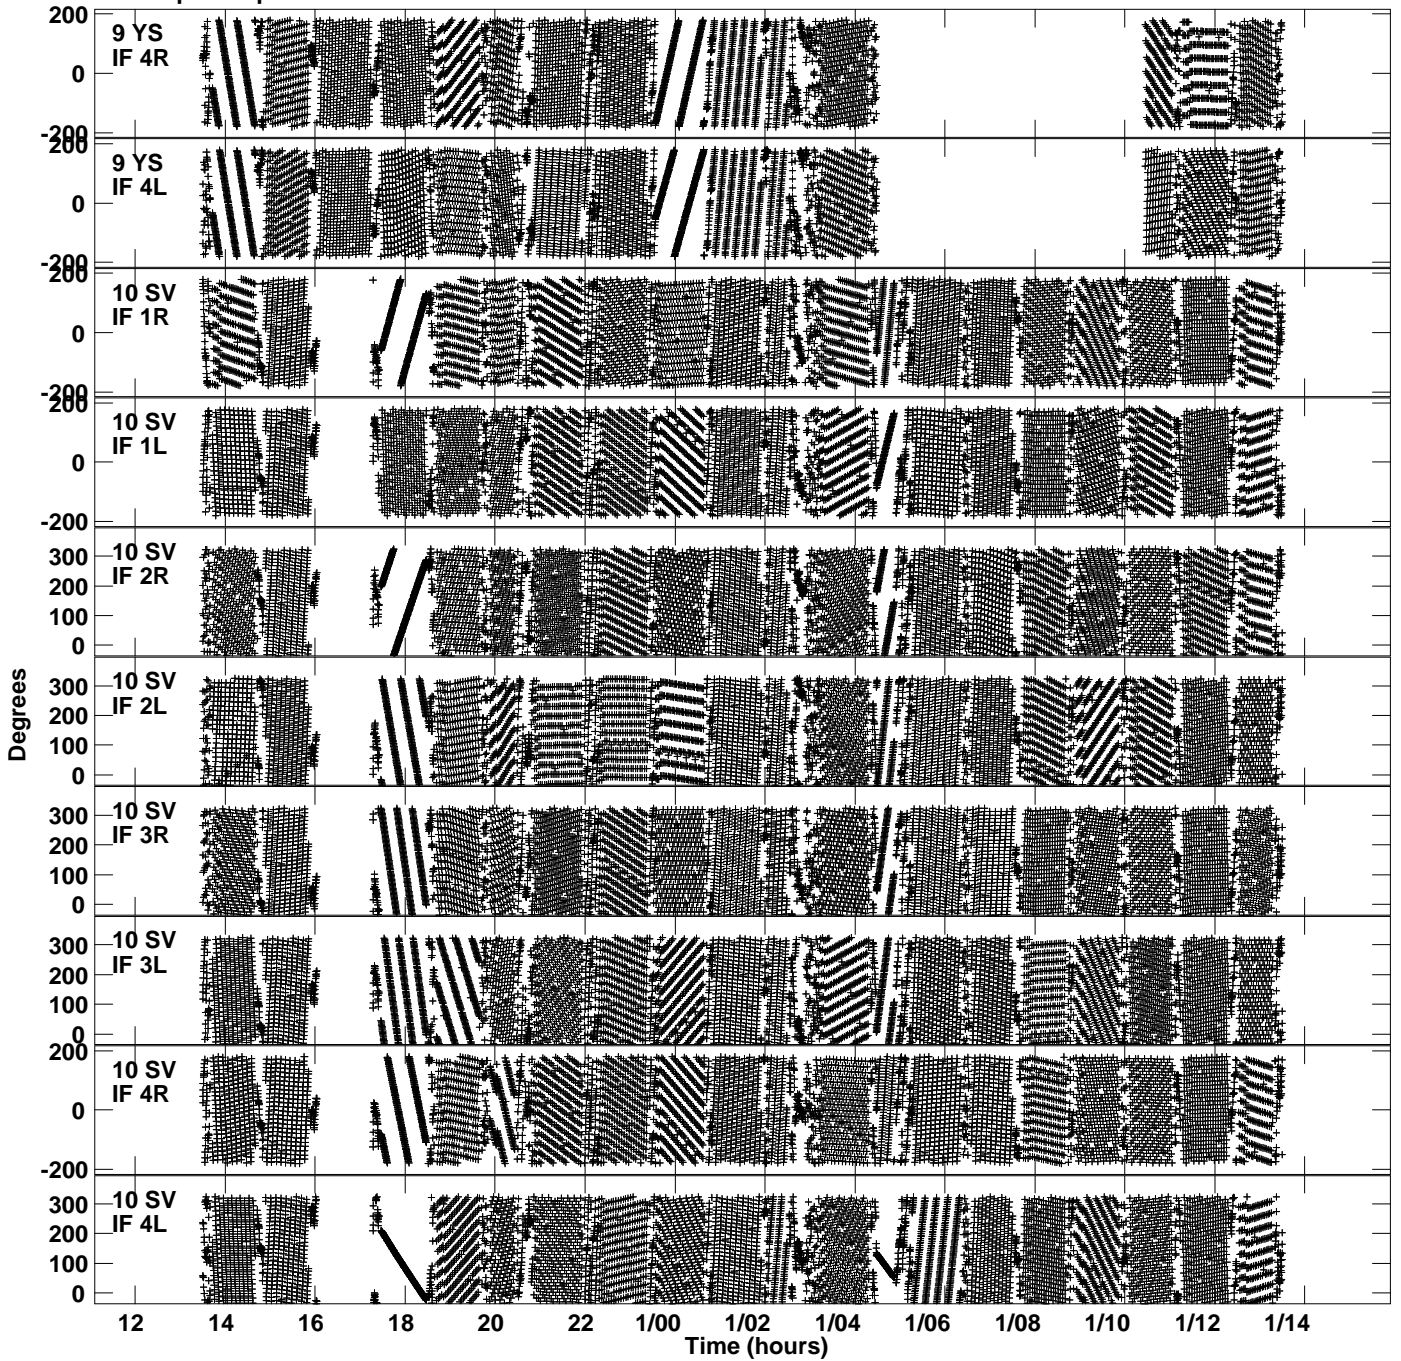 200
9 YS
IF 4R
0
-200
200
9 YS
IF 4L
0
-200
200
10 SV
IF 1R
0
-200
200
10 SV
IF 1L
0
-200
10 SV
IF 2R
300
200
100
0
10 SV
IF 2L
300
200
100
0
Degrees
10 SV
IF 3R
300
200
100
0
10 SV
IF 3L
300
200
100
0
200
10 SV
IF 4R
0
-200
10 SV
IF 4L
300
200
100
0
12 14 16 18 20 22 1/00 1/02 1/04 1/06 1/08 1/10 1/12 1/14
Time (hours)